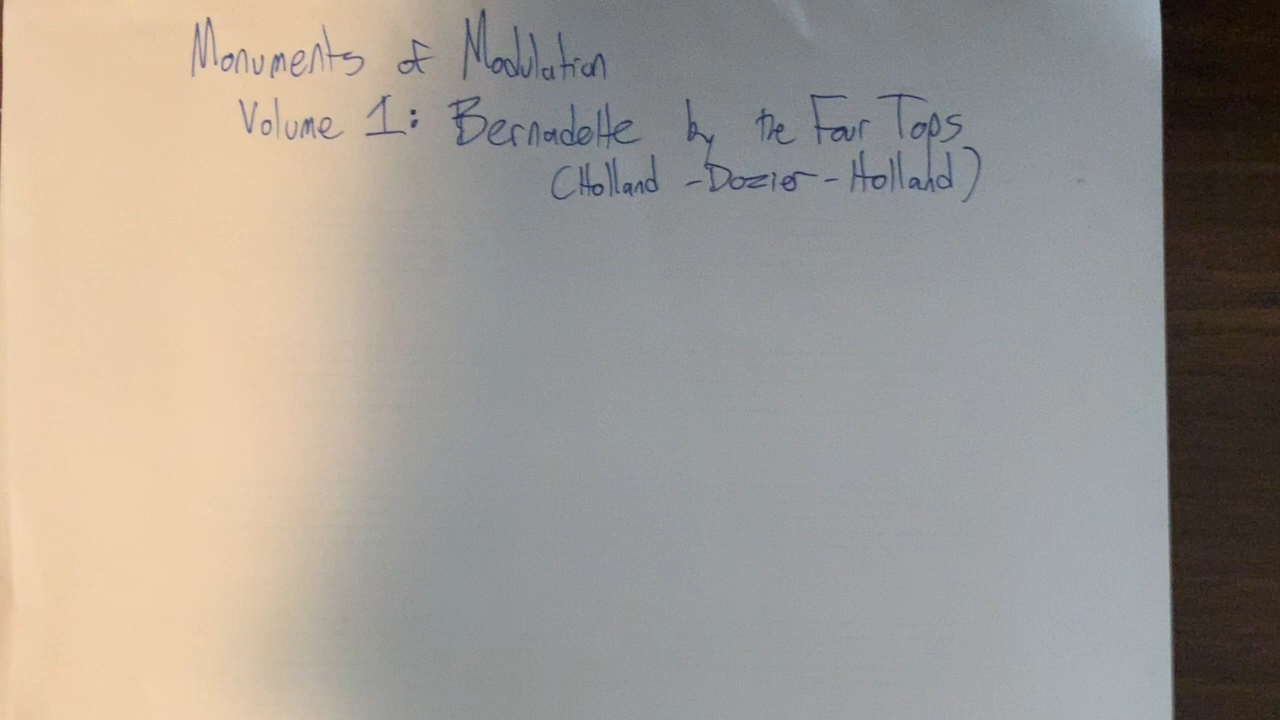 Monuments of Modulation
Volume 1: Bernadette by the Four Tops
(Holland-Dozier-Holland)